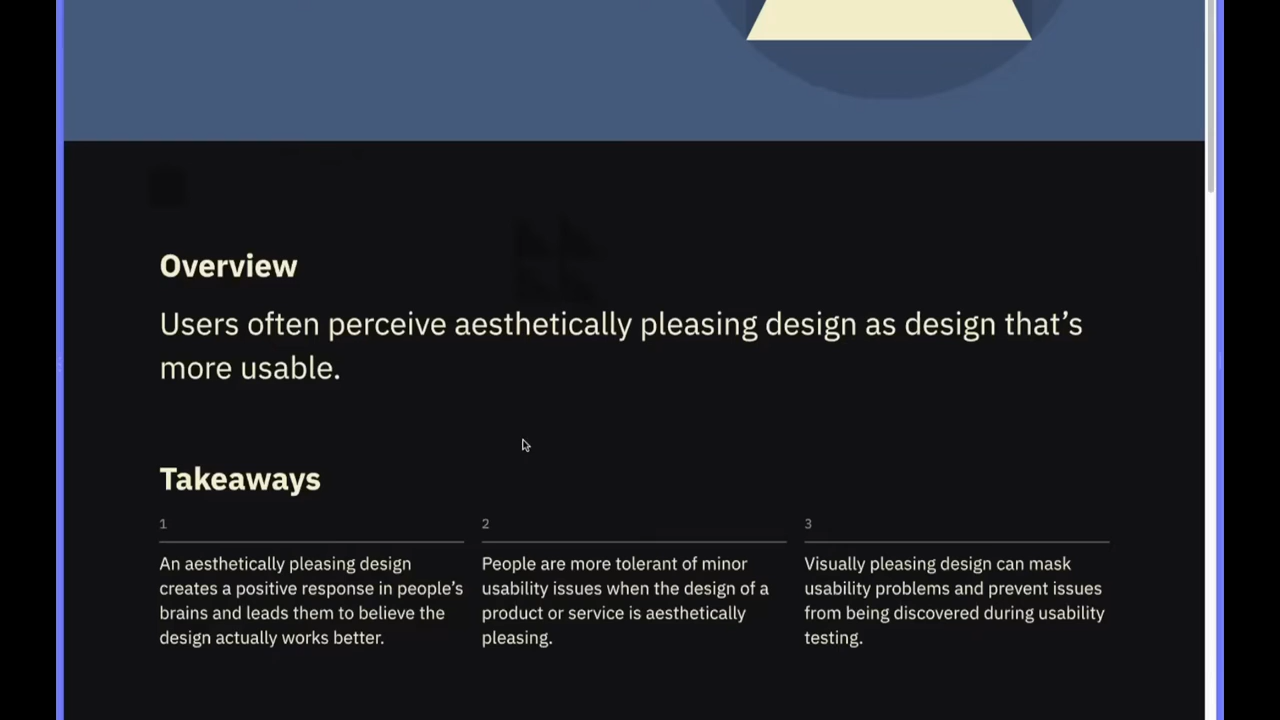 Overview
Users often perceive aesthetically pleasing design as design that’s
more usable.
Takeaways
1
An aesthetically pleasing design
creates a positive response in people’s
brains and leads them to believe the
design actually works better.
2
People are more tolerant of minor
usability issues when the design of a
product or service is aesthetically
pleasing.
3
Visually pleasing design can mask
usability problems and prevent issues
from being discovered during usability
testing.